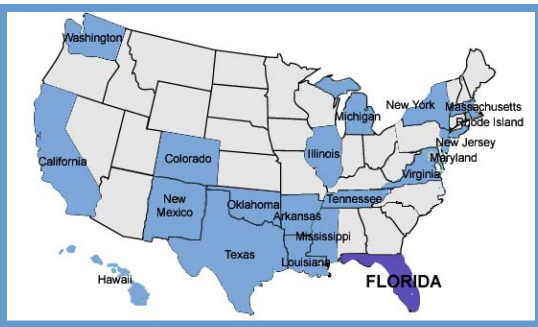 Washington
New York
Massachusetts
Michigan
Rhode Island
New Jersey
Illinois
Maryland
California
Colorado
Virginia
New
Mexico
Oklahoma
Tennessee
Arkansas
Mississippi
Texas
Louisiana
Hawaii
FLORIDA